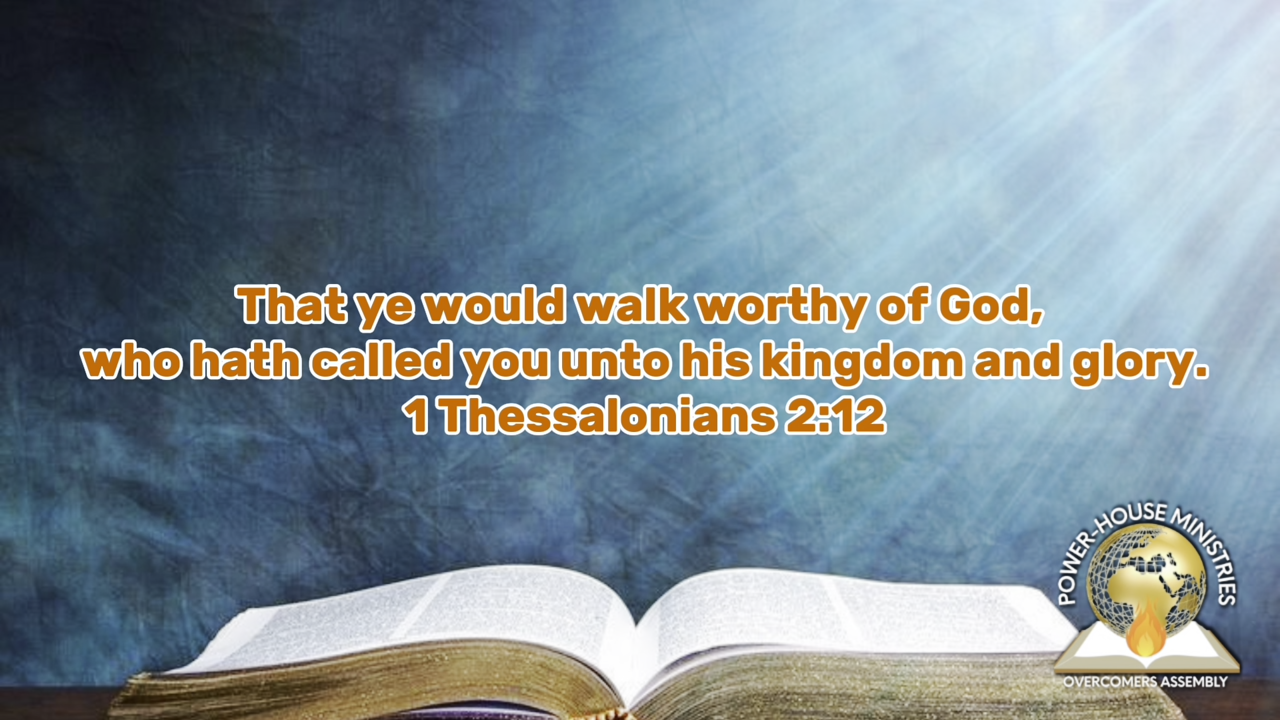 That ye would walk worthy of God,
who hath called you unto his kingdom and glory.
1 Thessalonians 2:12
POWER-HOUSE MINISTRIES
OVERCOMERS ASSEMBLY